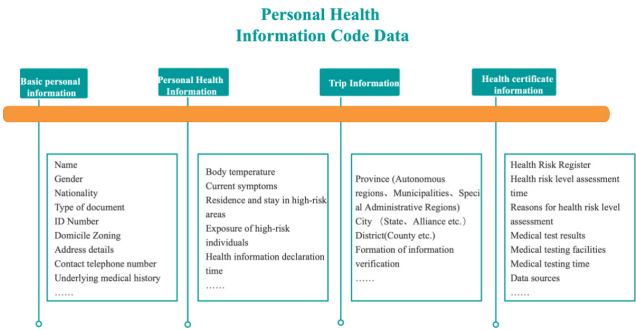 Personal Health
Information Code Data
Basic personal
information
Personal Health
Information
Trip Information
Health certificate
information
Name
Gender
Nationality
Type of document
ID Number
Domicile Zoning
Address details
Contact telephone number
Underlying medical history
……
Body temperature
Current symptoms
Residence and stay in high-risk
areas
Exposure of high-risk
individuals
Health information declaration
time
……
Province (Autonomous
regions、Municipalities、Speci
al Administrative Regions)
City （State、Alliance etc.）
District(County etc.)
Formation of information
verification
……
Health Risk Register
Health risk level assessment
time
Reasons for health risk level
assessment
Medical test results
Medical testing facilities
Medical testing time
Data sources
……